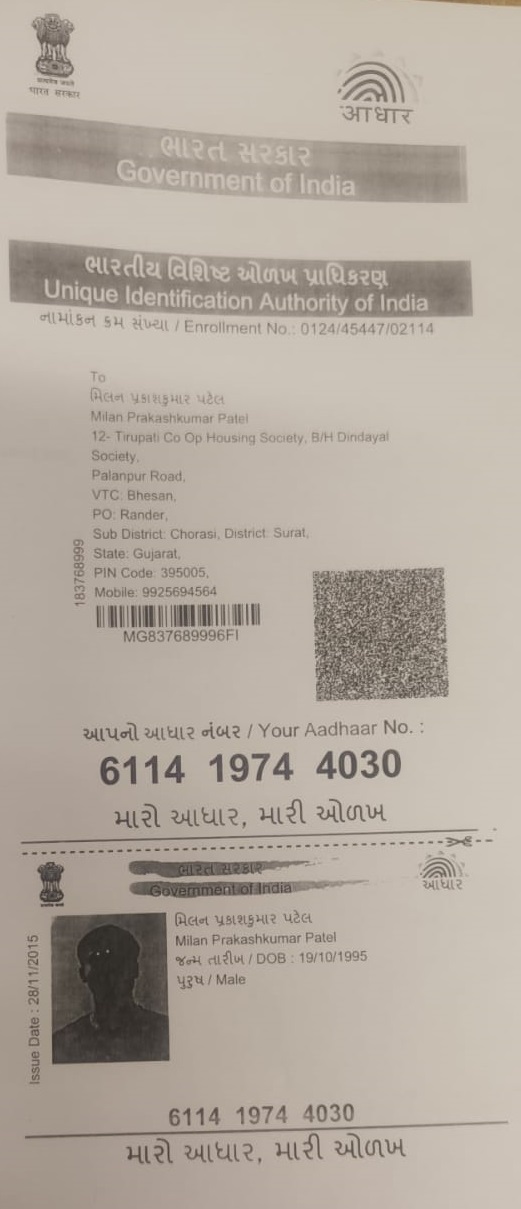 भारत सरकार
आधार
ભારત સરકાર
Government of India
ભારતીય વિશિષ્ટ ઓળખ પ્રાધિકરણ
Unique Identification Authority of India
નામાંકન ક્રમ સંખ્યા / Enrollment No.: 0124/45447/02114
To
મિલન પ્રકાશકુમાર પટેલ
Milan Prakashkumar Patel
12- Tirupati Co Op Housing Society, B/H Dindayal
Society,
Palanpur Road,
VTC: Bhesan,
PO: Rander,
Sub District: Chorasi, District: Surat,
State: Gujarat,
PIN Code: 395005,
Mobile: 9925694564
183768999
MG837689996FI
આપનો આધાર નંબર / Your Aadhaar No. :
6114 1974 4030
મારો આધાર, મારી ઓળખ
ભારત સરકાર
Government of India
આધાર
મિલન પ્રકાશકુમાર પટેલ
Milan Prakashkumar Patel
જન્મ તારીખ / DOB : 19/10/1995
પુરુષ / Male
Issue Date : 28/11/2015
6114 1974 4030
મારો આધાર, મારી ઓળખ